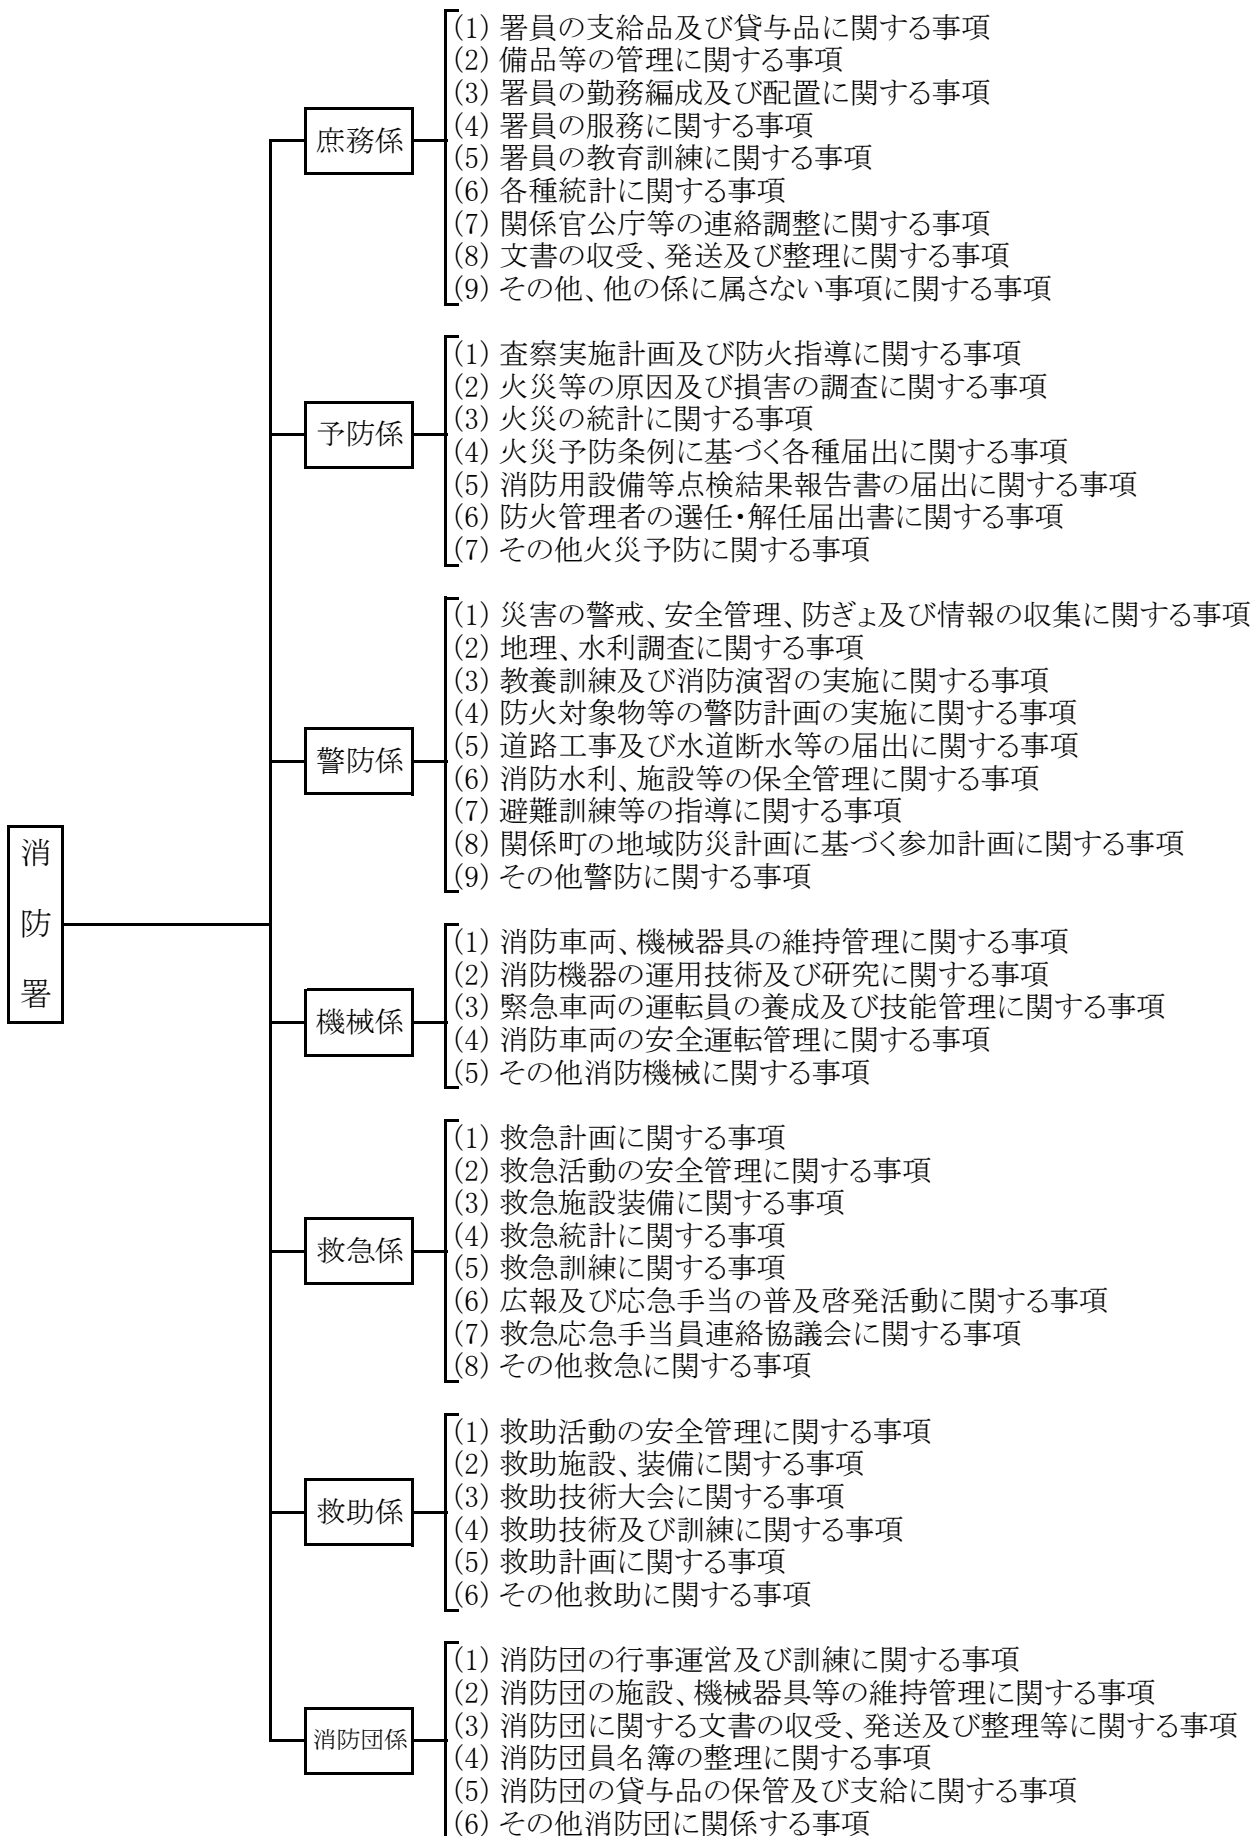 消防署
庶務係
(1) 署員の支給品及び貸与品に関する事項
(2) 備品等の管理に関する事項
(3) 署員の勤務編成及び配置に関する事項
(4) 署員の服務に関する事項
(5) 署員の教育訓練に関する事項
(6) 各種統計に関する事項
(7) 関係官公庁等の連絡調整に関する事項
(8) 文書の収受、発送及び整理に関する事項
(9) その他、他の係に属さない事項に関する事項
予防係
(1) 査察実施計画及び防火指導に関する事項
(2) 火災等の原因及び損害の調査に関する事項
(3) 火災の統計に関する事項
(4) 火災予防条例に基づく各種届出に関する事項
(5) 消防用設備等点検結果報告書の届出に関する事項
(6) 防火管理者の選任・解任届出書に関する事項
(7) その他火災予防に関する事項
警防係
(1) 災害の警戒、安全管理、防ぎょ及び情報の収集に関する事項
(2) 地理、水利調査に関する事項
(3) 教養訓練及び消防演習の実施に関する事項
(4) 防火対象物等の警防計画の実施に関する事項
(5) 道路工事及び水道断水等の届出に関する事項
(6) 消防水利、施設等の保全管理に関する事項
(7) 避難訓練等の指導に関する事項
(8) 関係町の地域防災計画に基づく参加計画に関する事項
(9) その他警防に関する事項
機械係
(1) 消防車両、機械器具の維持管理に関する事項
(2) 消防機器の運用技術及び研究に関する事項
(3) 緊急車両の運転員の養成及び技能管理に関する事項
(4) 消防車両の安全運転管理に関する事項
(5) その他消防機械に関する事項
救急係
(1) 救急計画に関する事項
(2) 救急活動の安全管理に関する事項
(3) 救急施設装備に関する事項
(4) 救急統計に関する事項
(5) 救急訓練に関する事項
(6) 広報及び応急手当の普及啓発活動に関する事項
(7) 救急応急手当員連絡協議会に関する事項
(8) その他救急に関する事項
救助係
(1) 救助活動の安全管理に関する事項
(2) 救助施設、装備に関する事項
(3) 救助技術大会に関する事項
(4) 救助技術及び訓練に関する事項
(5) 救助計画に関する事項
(6) その他救助に関する事項
消防団係
(1) 消防団の行事運営及び訓練に関する事項
(2) 消防団の施設、機械器具等の維持管理に関する事項
(3) 消防団に関する文書の収受、発送及び整理等に関する事項
(4) 消防団員名簿の整理に関する事項
(5) 消防団の貸与品の保管及び支給に関する事項
(6) その他消防団に関係する事項